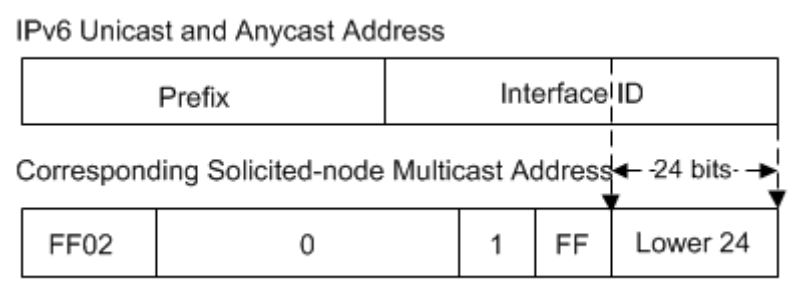 IPv6 Unicast and Anycast Address
Prefix Interface ID
Corresponding Solicited-node Multicast Address 24 bits
FF02 0 1 FF Lower 24